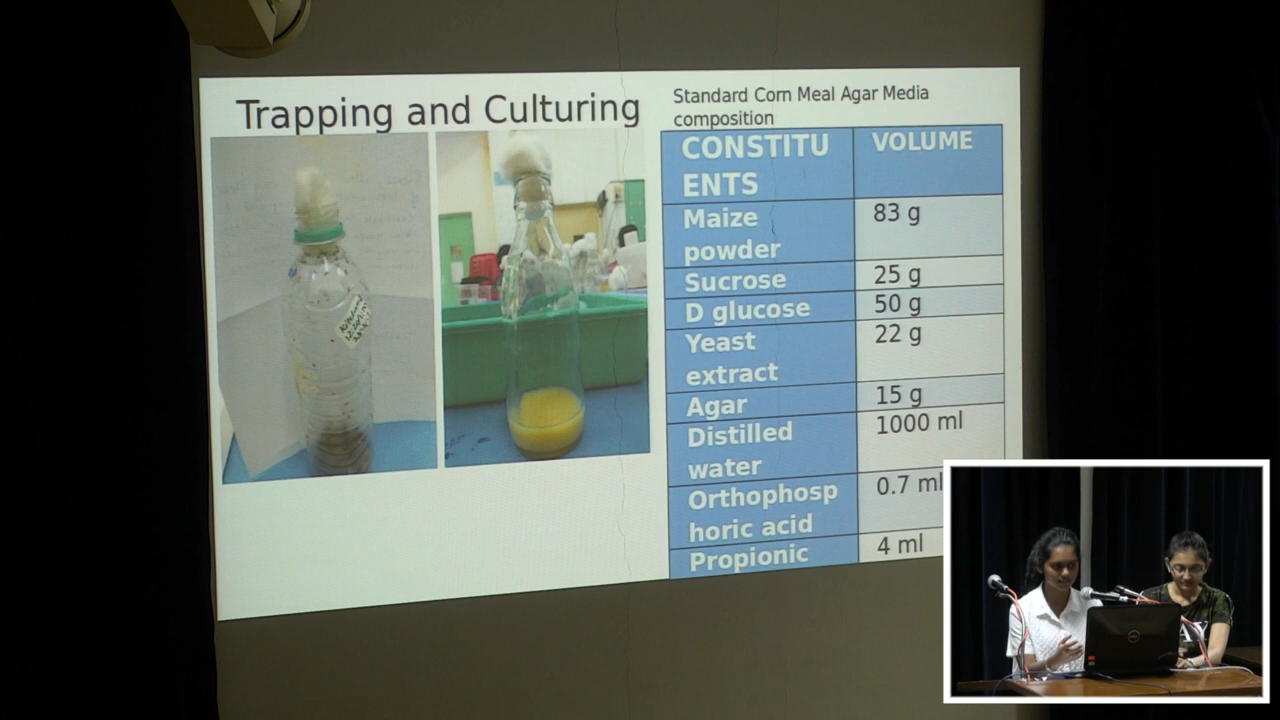 Trapping and Culturing
Standard Corn Meal Agar Media
composition
CONSTITU
ENTS
VOLUME
Maize
powder
83 g
Sucrose
25 g
D glucose
50 g
Yeast
extract
22 g
Agar
15 g
Distilled
water
1000 ml
Orthophosp
horic acid
0.7 ml
Propionic
4 ml
DELL